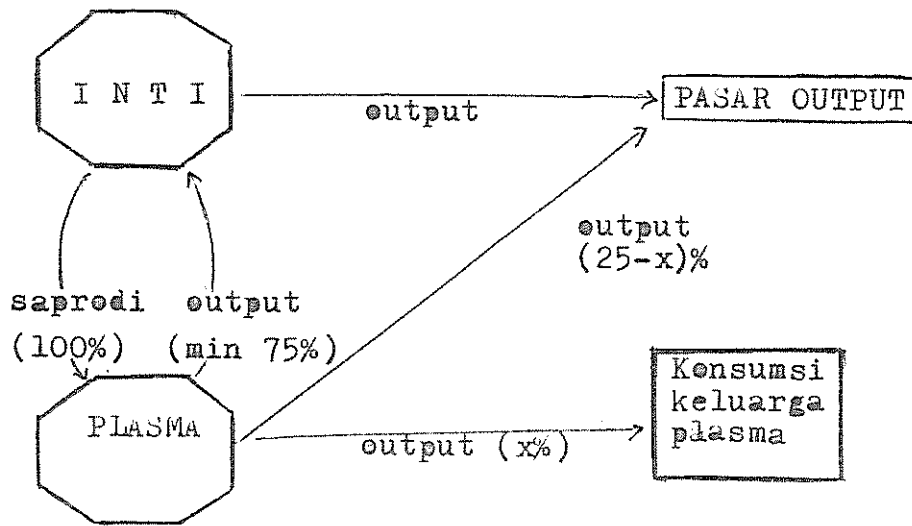 I N T I
output
PASAR OUTPUT
output
(25-x)%
saprodi output
(100%) (min 75%)
PLASMA
output (x%)
Konsumsi
keluarga
plasma